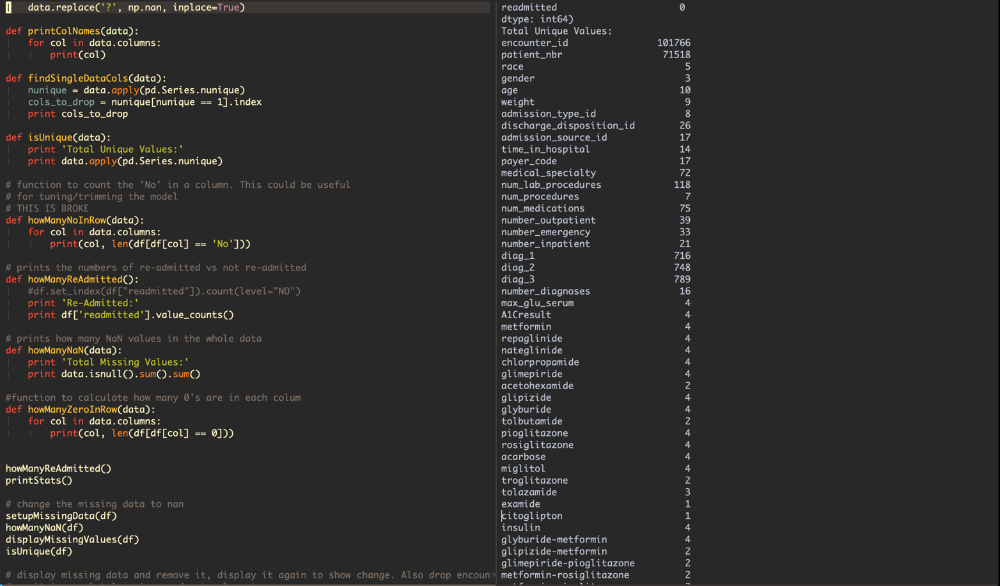 data.replace('?', np.nan, inplace=True)
def printColNames(data):
for col in data.columns:
print(col)
def findSingleDataCols(data):
nunique = data.apply(pd.Series.nunique)
cols_to_drop = nunique[nunique == 1].index
print cols_to_drop
def isUnique(data):
print 'Total Unique Values:'
print data.apply(pd.Series.nunique)
# function to count the 'No' in a column. This could be useful
# for tuning/trimming the model
# THIS IS BROKE
def howManyNoInRow(data):
for col in data.columns:
print(col, len(df[df[col] == 'No']))
# prints the numbers of re-admitted vs not re-admitted
def howManyReAdmitted():
#df.set_index(df["readmitted"]).count(level="NO")
print 'Re-Admitted:'
print df['readmitted'].value_counts()
# prints how many NaN values in the whole data
def howManyNaN(data):
print 'Total Missing Values:'
print data.isnull().sum().sum()
#function to calculate how many 0's are in each colum
def howManyZeroInRow(data):
for col in data.columns:
print(col, len(df[df[col] == 0]))
howManyReAdmitted()
printStats()
# change the missing data to nan
setupMissingData(df)
howManyNaN(df)
displayMissingValues(df)
isUnique(df)
# display missing data and remove it, display it again to show change. Also drop encoun
readmitted 0
dtype: int64)
Total Unique Values:
encounter_id 101766
patient_nbr 71518
race 5
gender 3
age 10
weight 9
admission_type_id 8
discharge_disposition_id 26
admission_source_id 17
time_in_hospital 14
payer_code 17
medical_specialty 72
num_lab_procedures 118
num_procedures 7
num_medications 75
number_outpatient 39
number_emergency 33
number_inpatient 21
diag_1 716
diag_2 748
diag_3 789
number_diagnoses 16
max_glu_serum 4
A1Cresult 4
metformin 4
repaglinide 4
nateglinide 4
chlorpropamide 4
glimepiride 4
acetohexamide 2
glipizide 4
glyburide 4
tolbutamide 2
pioglitazone 4
rosiglitazone 4
acarbose 4
miglitol 4
troglitazone 2
tolazamide 3
examide 1
citoglipton 1
insulin 4
glyburide-metformin 4
glipizide-metformin 2
glimepiride-pioglitazone 2
metformin-rosiglitazone 2